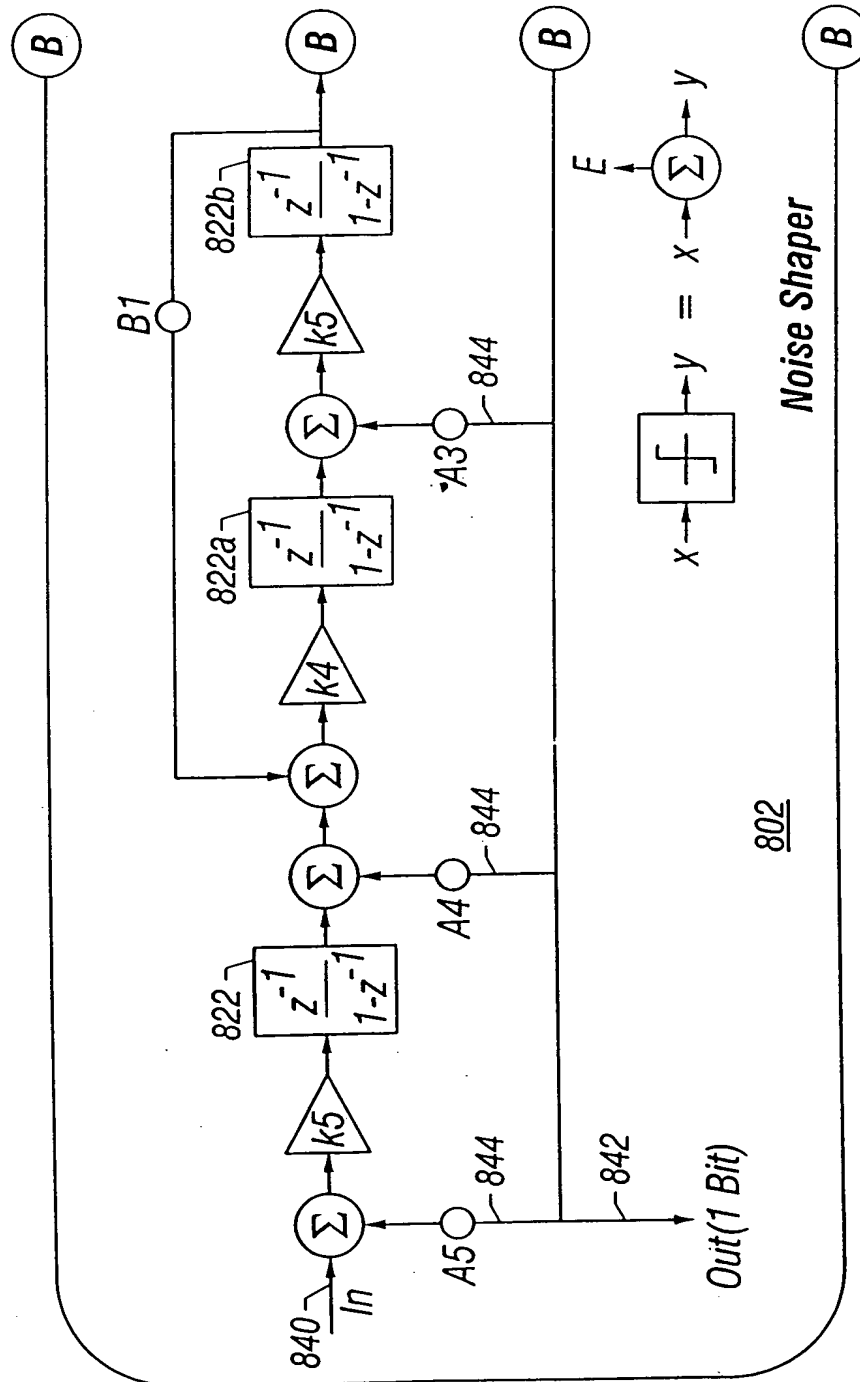 B
B1
822
822a
822b
z⁻¹
1-z⁻¹
z⁻¹
1-z⁻¹
z⁻¹
1-z⁻¹
840
In
Σ
k5
Σ
Σ
k4
Σ
k5
B
A5
844
A4
844
A3
844
B
842
Out(1 Bit)
802
x
y
=
x
Σ
y
E
Noise Shaper
B